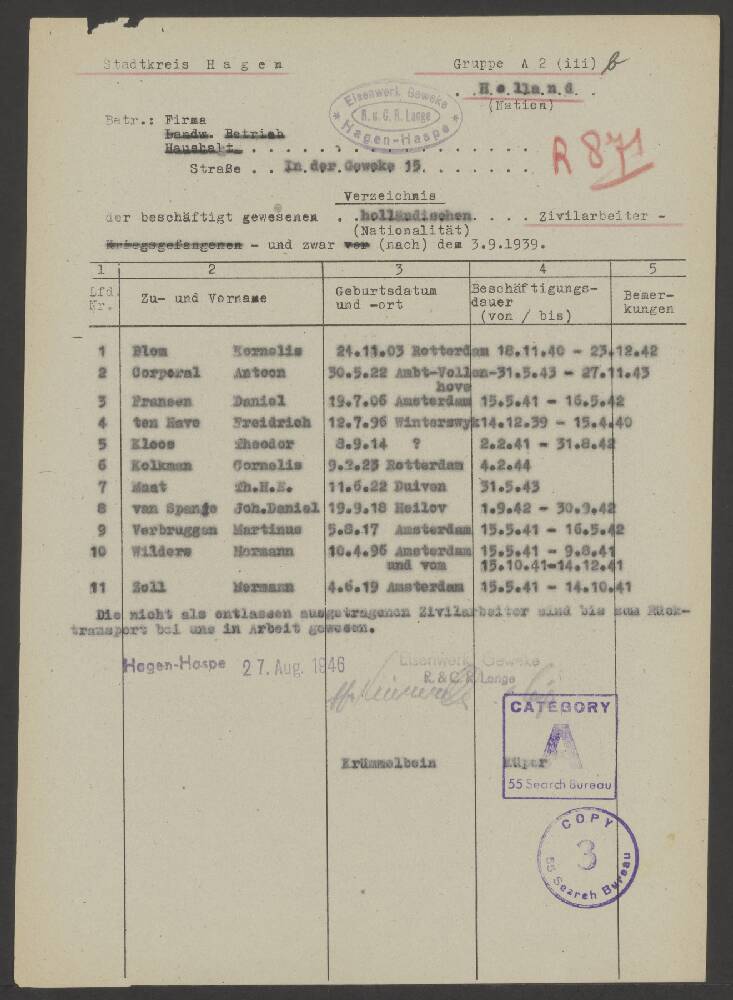 Stadtkreis Hagen Gruppe A 2 (iii) b
Holland
(Nation)
Eisenwerk Geweke
R. u. C. R. Lange
Hagen-Haspe
Betr.: Firma
Landw. Betrieb
Haushalt
R 871
Straße . . In.der.Geweke 15. . . . . . .
Verzeichnis
der beschäftigt gewesenen . . holländischen. . . . . Zivilarbeiter -
(Nationalität)
Kriegsgefangenen - und zwar vor (nach) dem 3.9.1939.
1 2 3 4 5
Lfd. Nr. Zu- und Vorname Geburtsdatum und -ort Beschäftigungs-dauer (von / bis) Bemer-kungen
1 Blom Kornelis 24.11.03 Rotterdam 18.11.40 - 23.12.42
2 Corporal Antoon 30.5.22 Ambt-Vollen- 31.5.43 - 27.11.43
hove
3 Fransen Daniel 19.7.06 Amsterdam 15.5.41 - 16.5.42
4 ten Have Freidrich 12.7.96 Winterswyk 14.12.39 - 15.4.40
5 Kloos Theodor 8.9.14 ? 2.2.41 - 31.8.42
6 Kolkman Cornelis 9.2.23 Rotterdam 4.2.44
7 Maat Th.H.E. 11.6.22 Duiven 31.5.43
8 van Spanje Joh.Daniel 19.9.18 Heilov 1.9.42 - 30.9.42
9 Verbruggen Martinus 5.8.17 Amsterdam 15.5.41 - 16.5.42
10 Wilders Hermann 10.4.96 Amsterdam 15.5.41 - 9.8.41
und vom 15.10.41-14.12.41
11 Zoll Hermann 4.6.19 Amsterdam 15.5.41 - 14.10.41
Die nicht als entlassen ausgetragenen Zivilarbeiter sind bis zum Rück-
transport bei uns in Arbeit gewesen.
Hagen-Haspe 27. Aug. 1946
Eisenwerk Geweke
R. & C. R. Lange
CATEGORY
A
55 Search Bureau
Krümmelbein Küper
COPY
3
55 Search Bureau